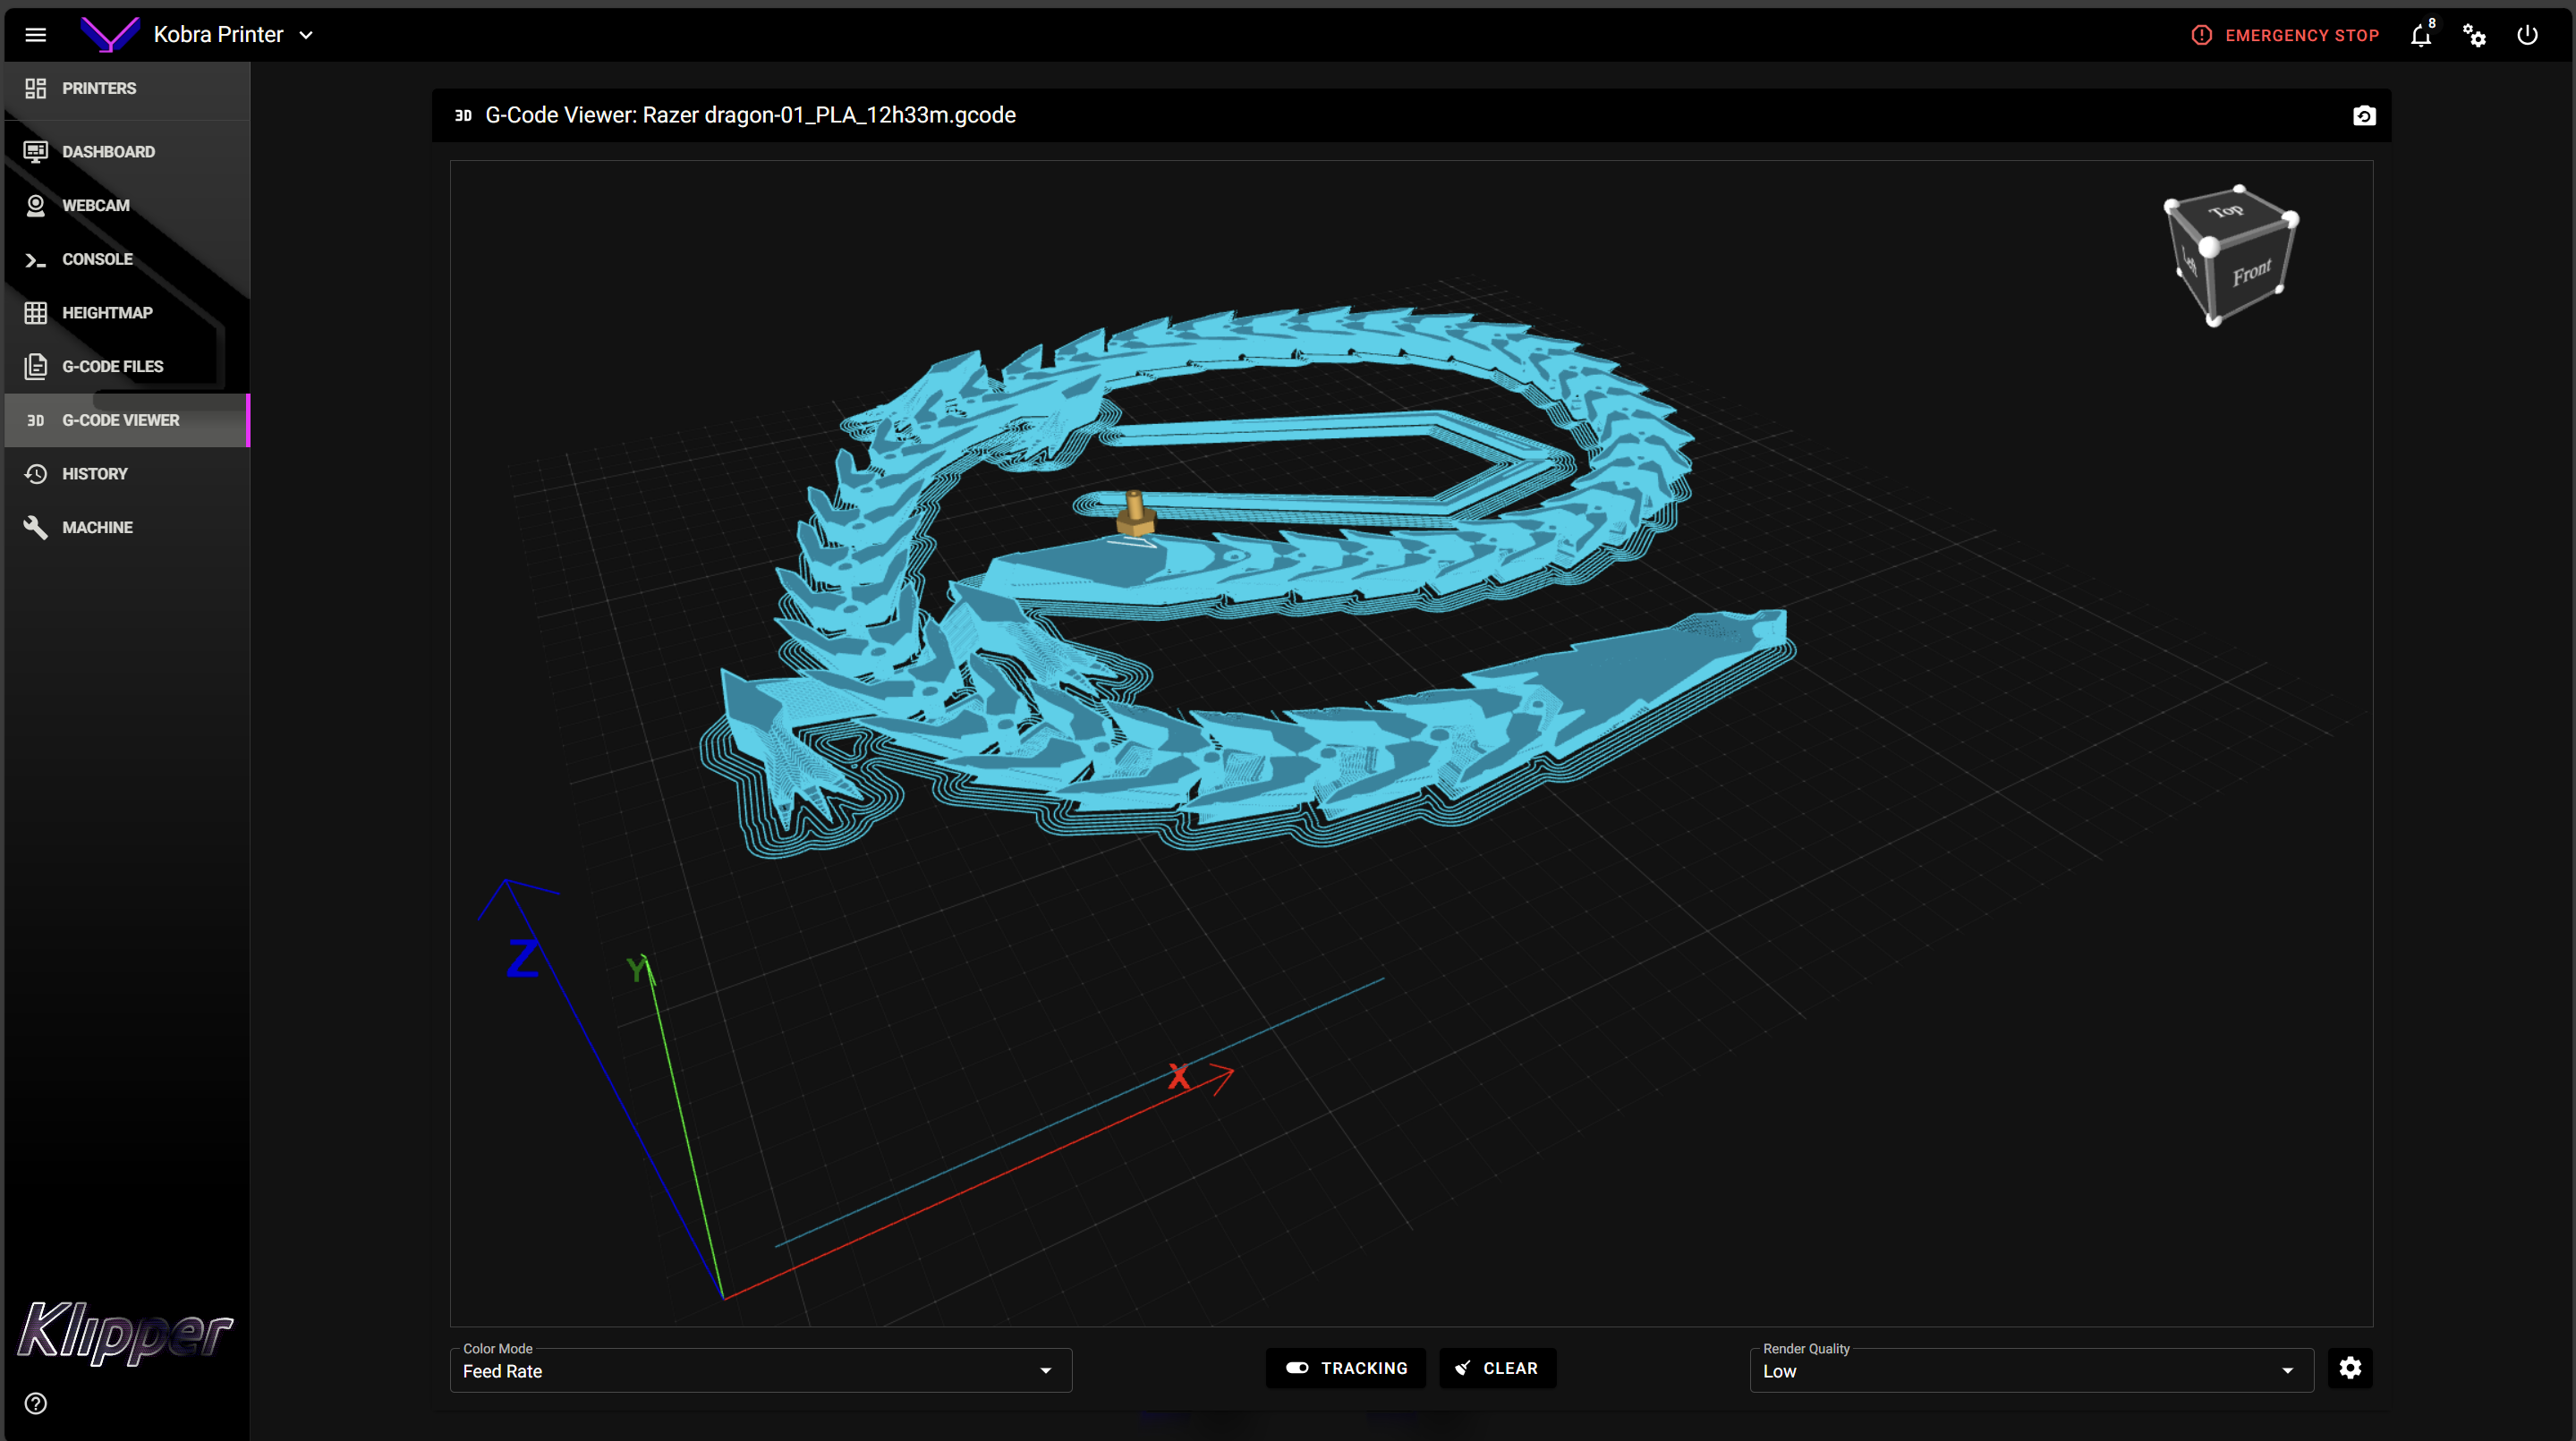 Kobra Printer
EMERGENCY STOP
8
PRINTERS
DASHBOARD
WEBCAM
CONSOLE
HEIGHTMAP
G-CODE FILES
3D G-CODE VIEWER
HISTORY
MACHINE
Klipper
3D G-Code Viewer: Razer dragon-01_PLA_12h33m.gcode
Top
Left
Front
Z
Y
X
Color Mode
Feed Rate
TRACKING
CLEAR
Render Quality
Low